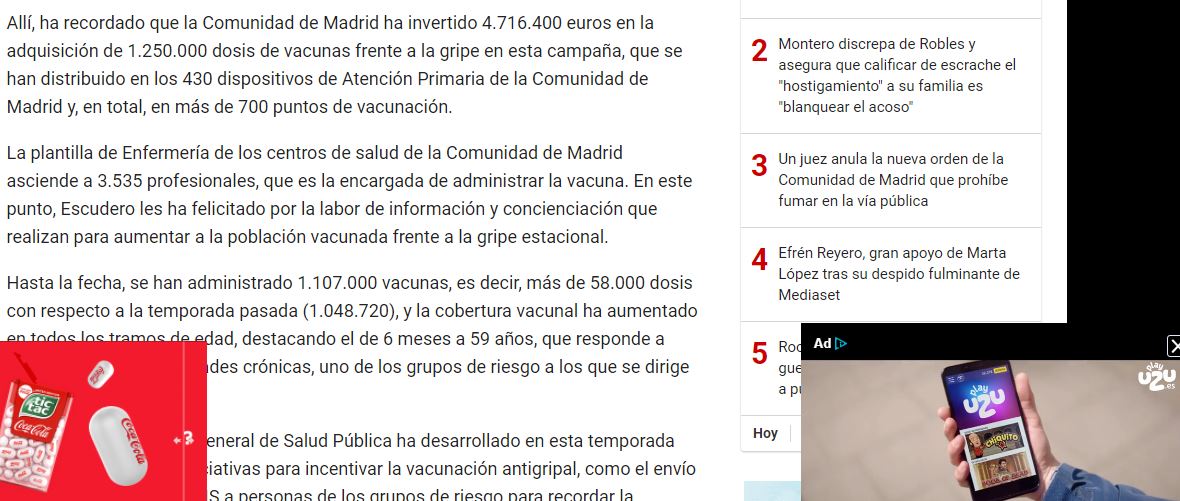 Allí, ha recordado que la Comunidad de Madrid ha invertido 4.716.400 euros en la
adquisición de 1.250.000 dosis de vacunas frente a la gripe en esta campaña, que se
han distribuido en los 430 dispositivos de Atención Primaria de la Comunidad de
Madrid y, en total, en más de 700 puntos de vacunación.
La plantilla de Enfermería de los centros de salud de la Comunidad de Madrid
asciende a 3.535 profesionales, que es la encargada de administrar la vacuna. En este
punto, Escudero les ha felicitado por la labor de información y concienciación que
realizan para aumentar a la población vacunada frente a la gripe estacional.
Hasta la fecha, se han administrado 1.107.000 vacunas, es decir, más de 58.000 dosis
con respecto a la temporada pasada (1.048.720), y la cobertura vacunal ha aumentado
en todos los tramos de edad, destacando el de 6 meses a 59 años, que responde a
des crónicas, uno de los grupos de riesgo a los que se dirige
eneral de Salud Pública ha desarrollado en esta temporada
ciativas para incentivar la vacunación antigripal, como el envío
S a personas de los grupos de riesgo para recordar la
tic
tac
Coca-Cola
Coca-Cola
2
Montero discrepa de Robles y
asegura que calificar de escrache el
"hostigamiento" a su familia es
"blanquear el acoso"
3
Un juez anula la nueva orden de la
Comunidad de Madrid que prohíbe
fumar en la vía pública
4
Efrén Reyero, gran apoyo de Marta
López tras su despido fulminante de
Mediaset
5
Roc
gue
a pu
Hoy
Ad
play
uzu
.es
play
uzu
CHIQUITO